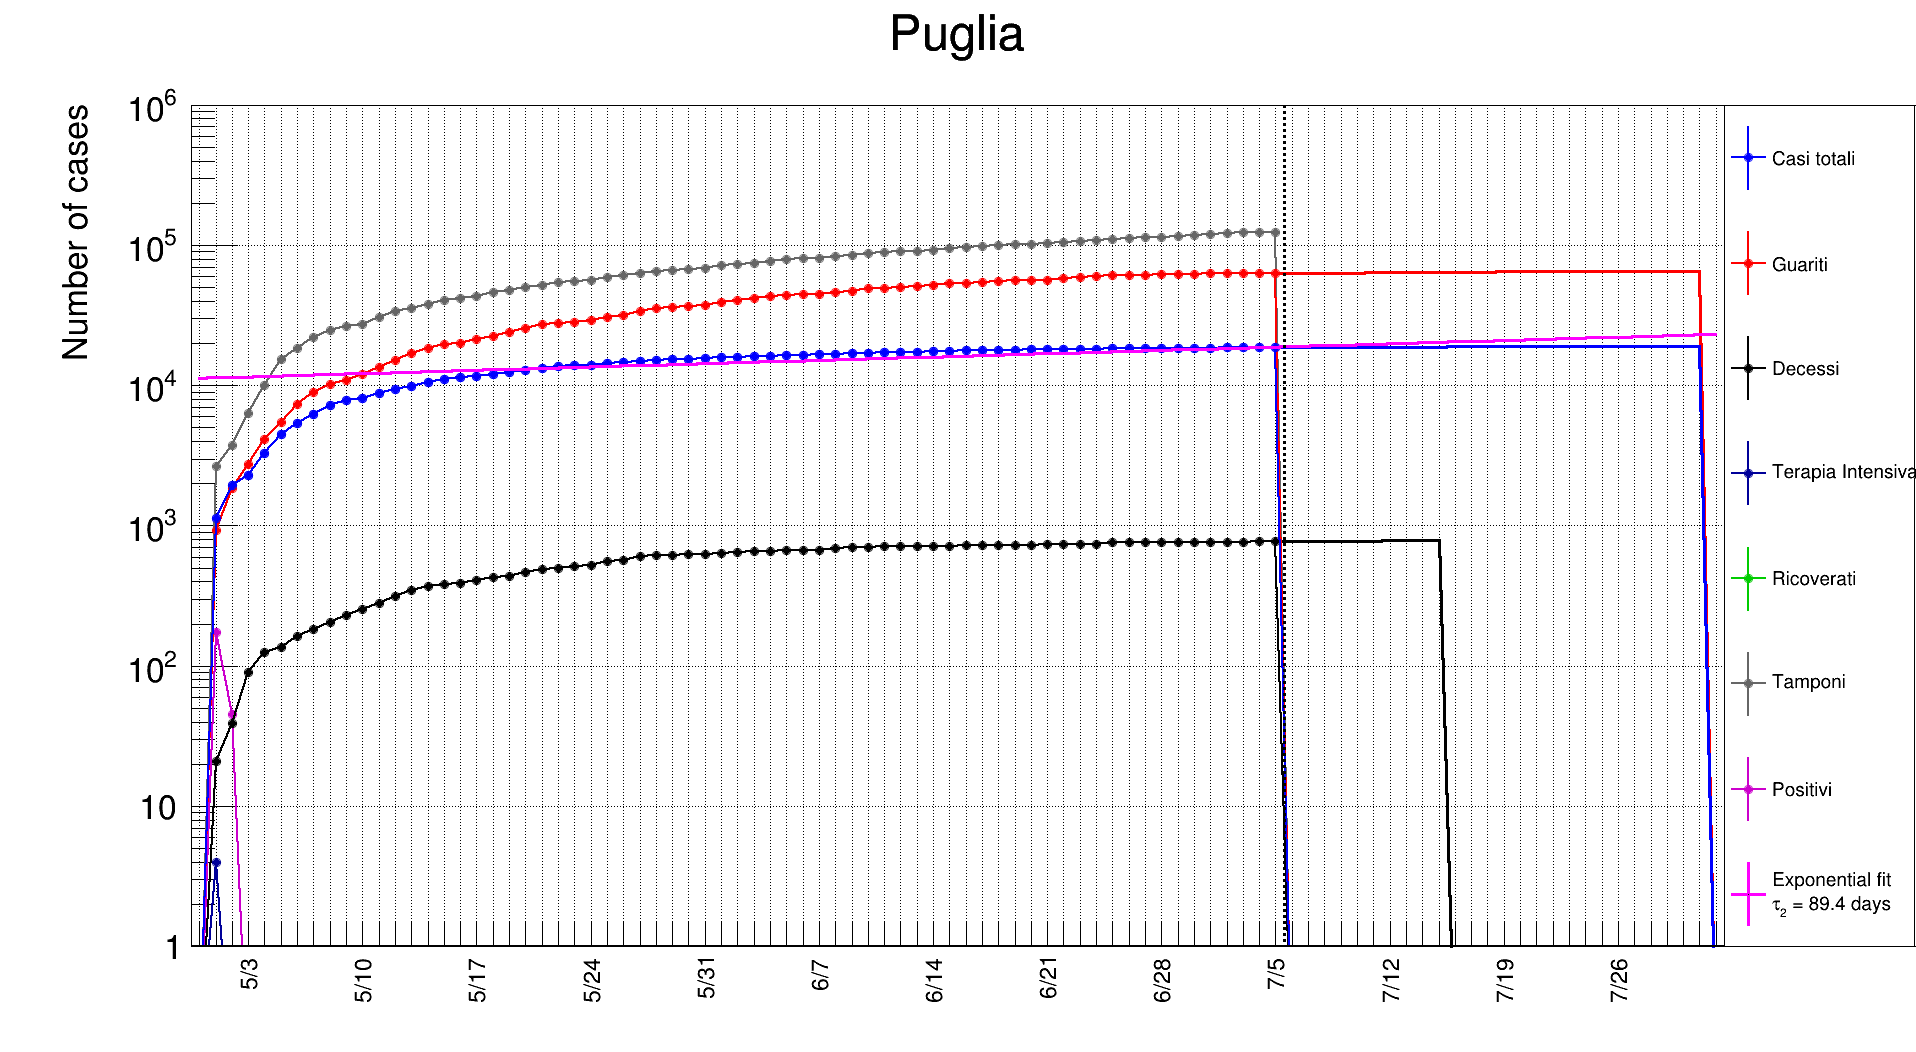 Puglia
Number of cases
10^6
10^5
10^4
10^3
10^2
10
1
5/3
5/10
5/17
5/24
5/31
6/7
6/14
6/21
6/28
7/5
7/12
7/19
7/26
Casi totali
Guariti
Decessi
Terapia Intensiva
Ricoverati
Tamponi
Positivi
Exponential fit
τ₂ = 89.4 days